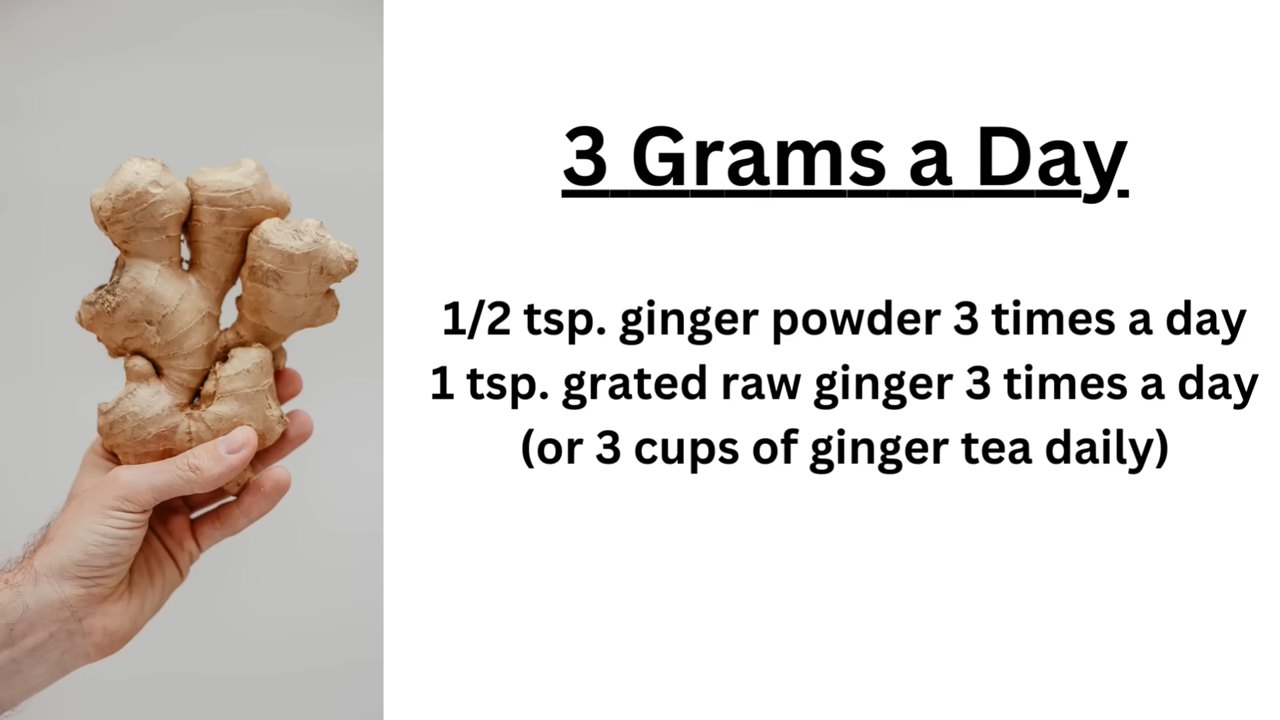 3 Grams a Day
1/2 tsp. ginger powder 3 times a day
1 tsp. grated raw ginger 3 times a day
(or 3 cups of ginger tea daily)